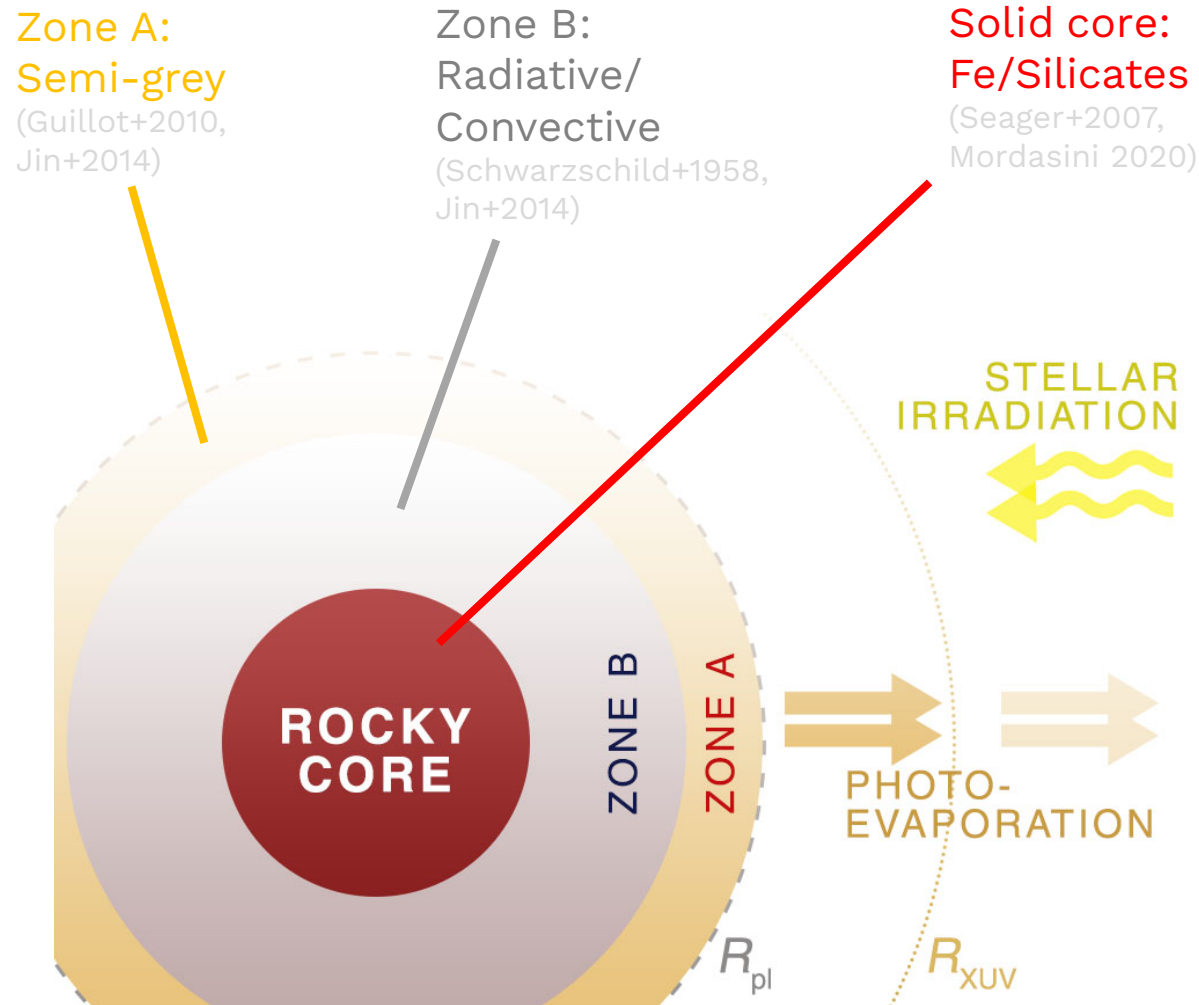 Zone A:
Semi-grey
(Guillot+2010,
Jin+2014)
Zone B:
Radiative/
Convective
(Schwarzschild+1958,
Jin+2014)
Solid core:
Fe/Silicates
(Seager+2007,
Mordasini 2020)
STELLAR
IRRADIATION
ROCKY
CORE
ZONE B
ZONE A
PHOTO-
EVAPORATION
Rpl
RXUV